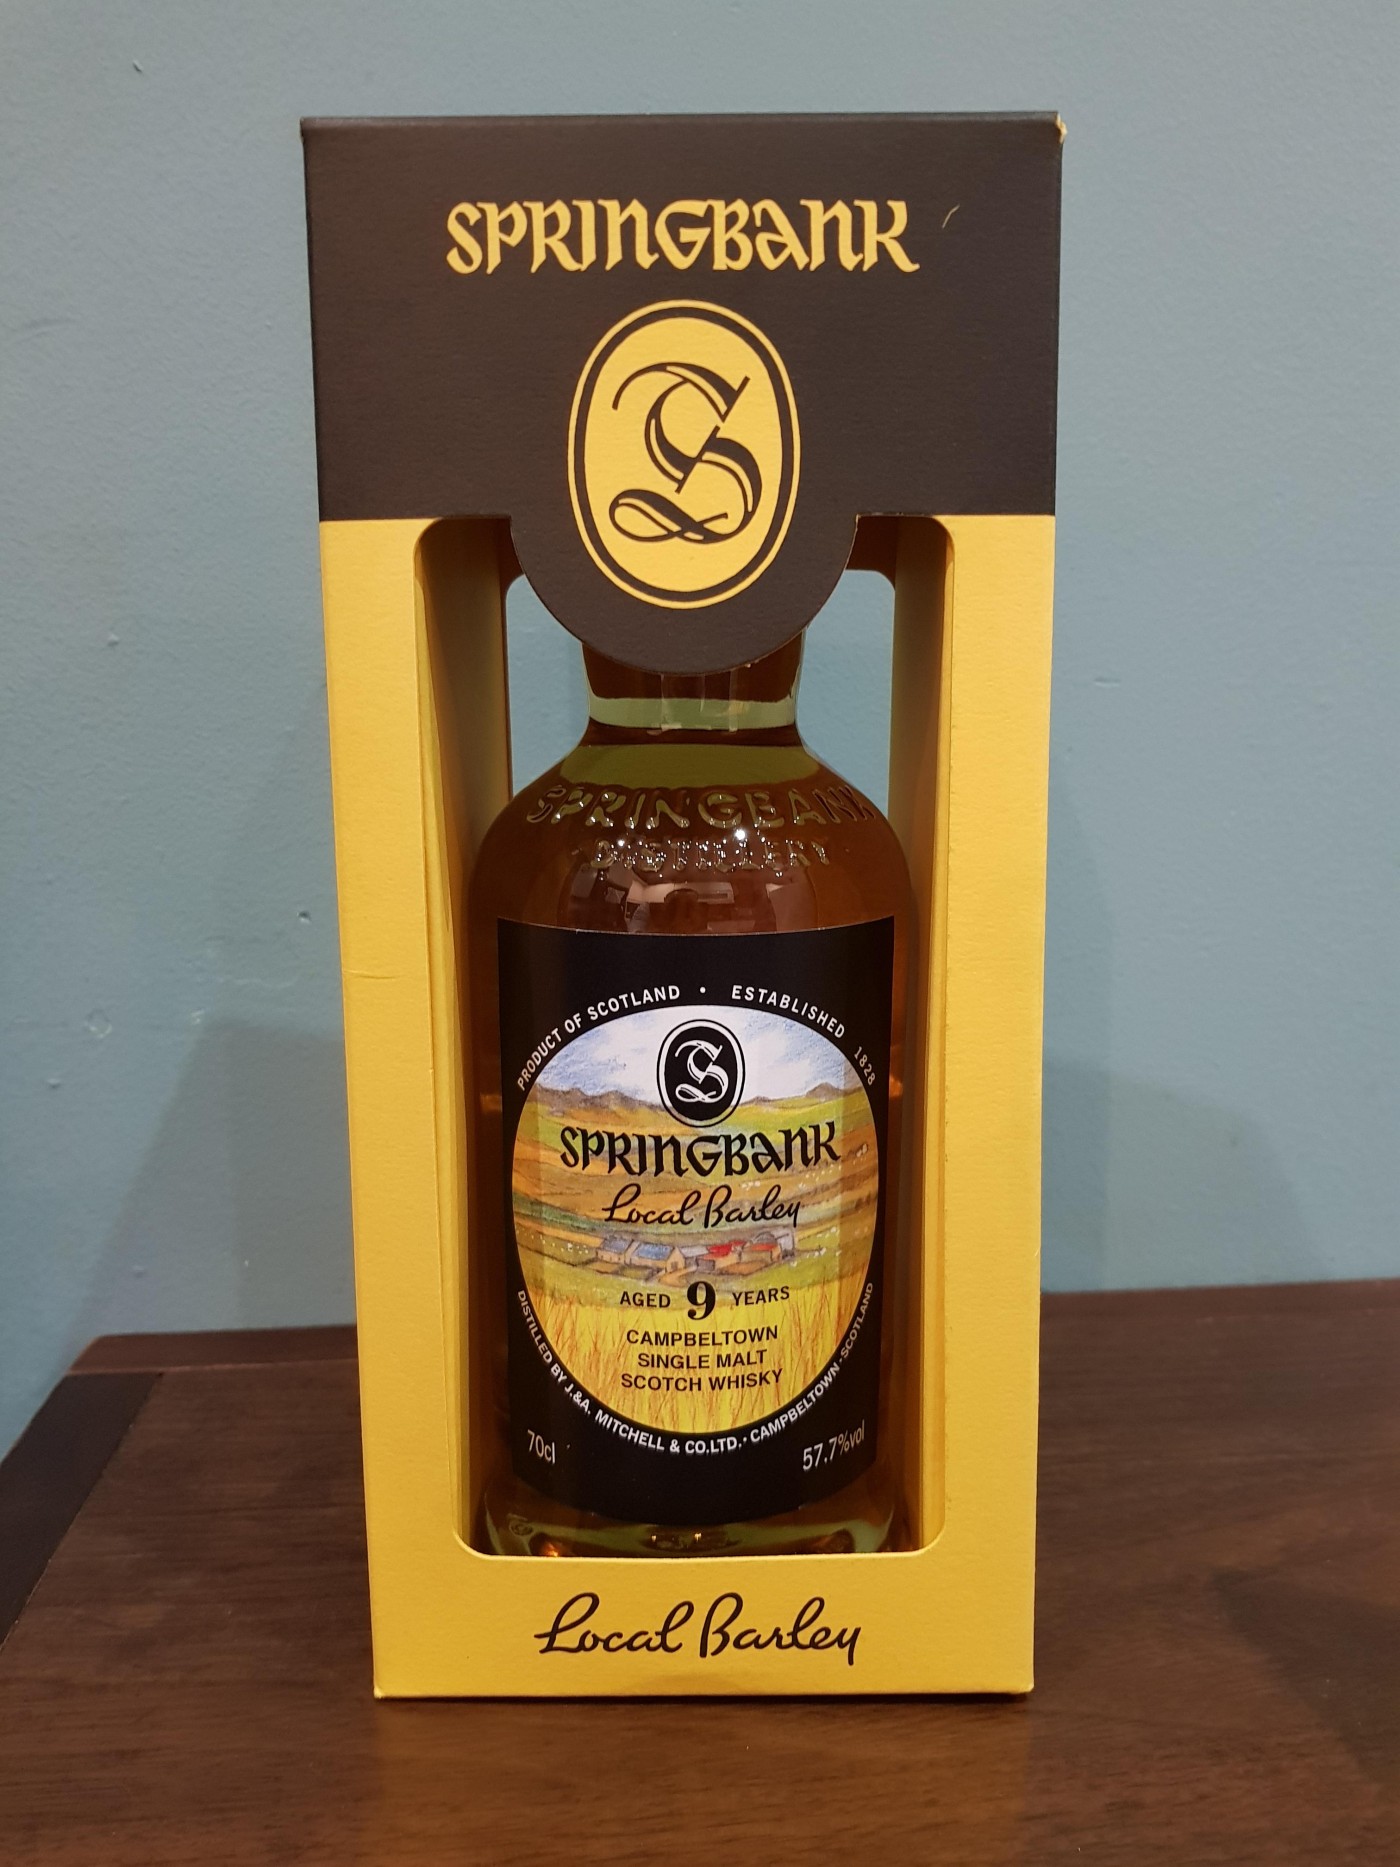 SPRINGBANK
S
SPRINGBANK
DISTILLERY
PRODUCT OF SCOTLAND • ESTABLISHED 1828
S
SPRINGBANK
Local Barley
AGED 9 YEARS
CAMPBELTOWN
SINGLE MALT
SCOTCH WHISKY
DISTILLED BY J.&A. MITCHELL & CO.LTD. · CAMPBELTOWN · SCOTLAND
70cl
57.7%vol
Local Barley